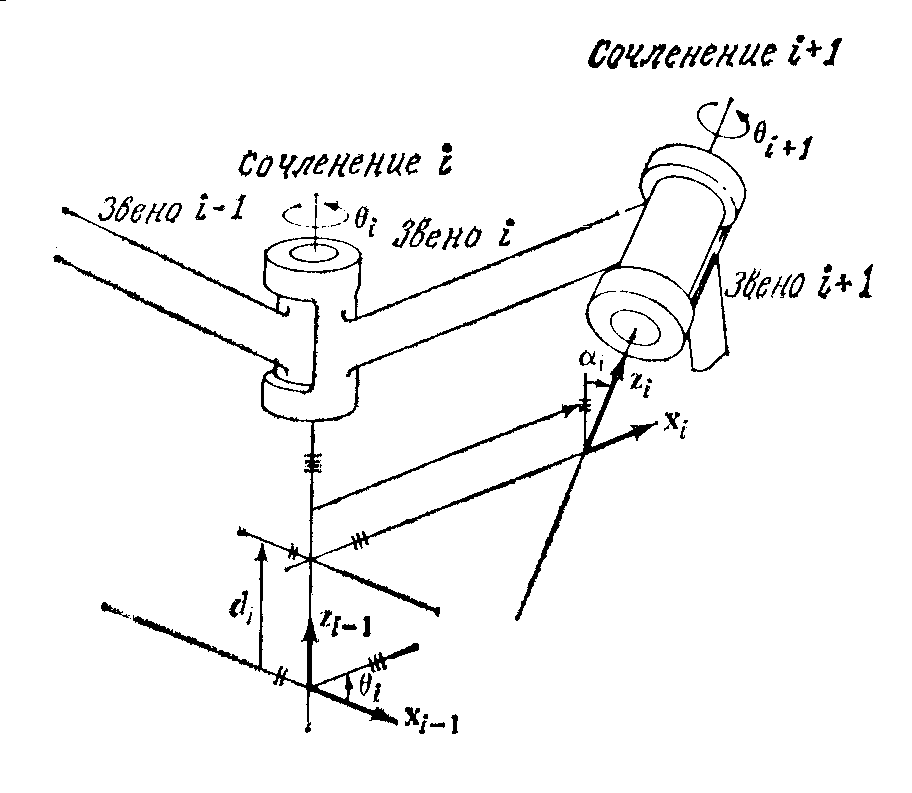 Сочленение i+1
θi+1
Сочленение i
Звено i-1
θi
Звено i
Звено i+1
αi
zi
xi
di
zi-1
θi
xi-1